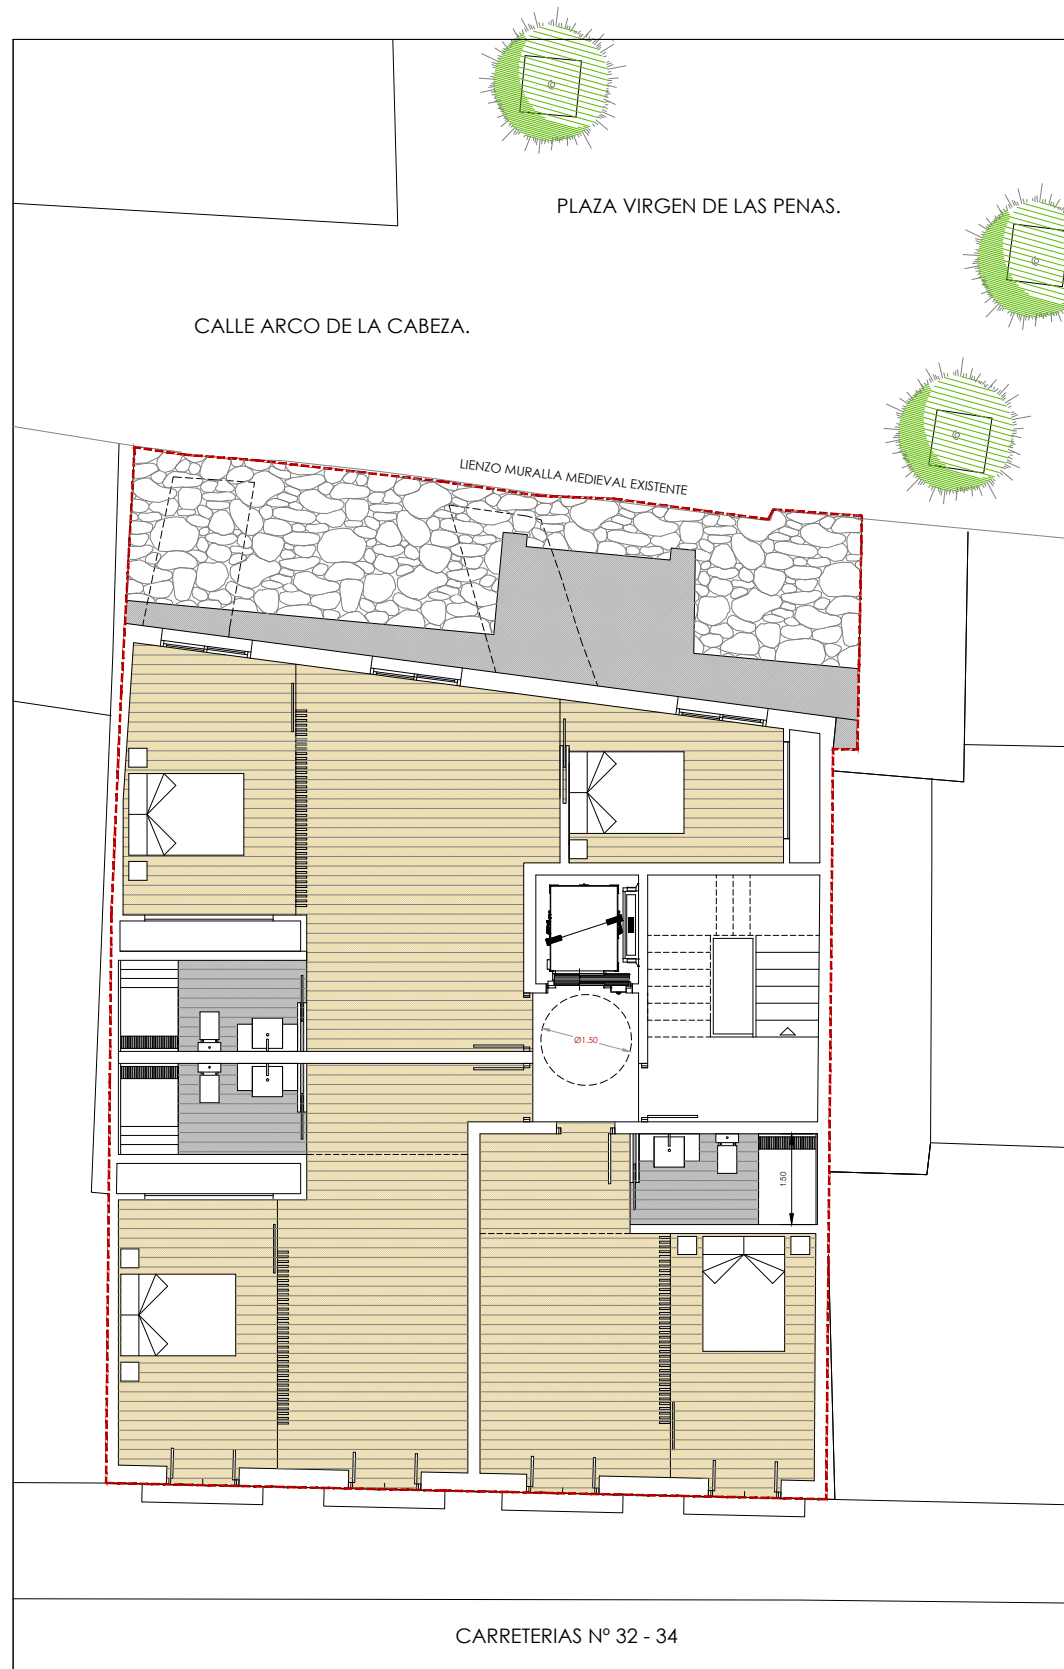 PLAZA VIRGEN DE LAS PENAS.
CALLE ARCO DE LA CABEZA.
LIENZO MURALLA MEDIEVAL EXISTENTE
Ø1.50
1.50
CARRETERIAS Nº 32 - 34